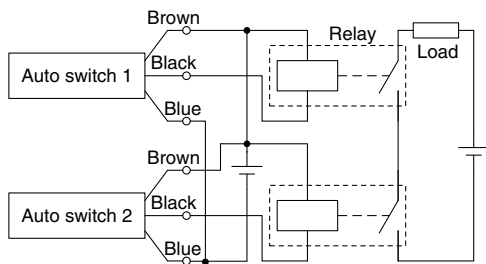 Brown
Relay
Load
Black
Auto switch 1
Blue
Brown
Black
Auto switch 2
Blue